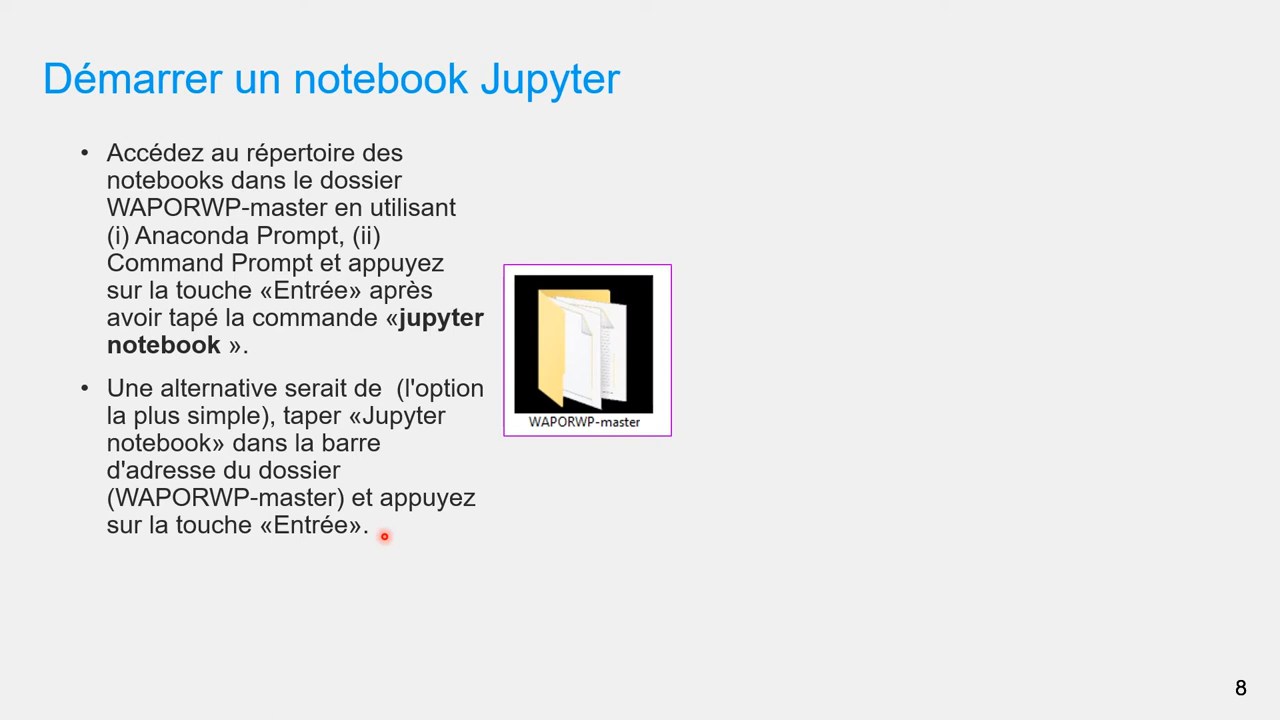 Démarrer un notebook Jupyter
• Accédez au répertoire des
notebooks dans le dossier
WAPORWP-master en utilisant
(i) Anaconda Prompt, (ii)
Command Prompt et appuyez
sur la touche «Entrée» après
avoir tapé la commande «jupyter
notebook ».
• Une alternative serait de  (l'option
la plus simple), taper «Jupyter
notebook» dans la barre
d'adresse du dossier
(WAPORWP-master) et appuyez
sur la touche «Entrée».
WAPORWP-master
8